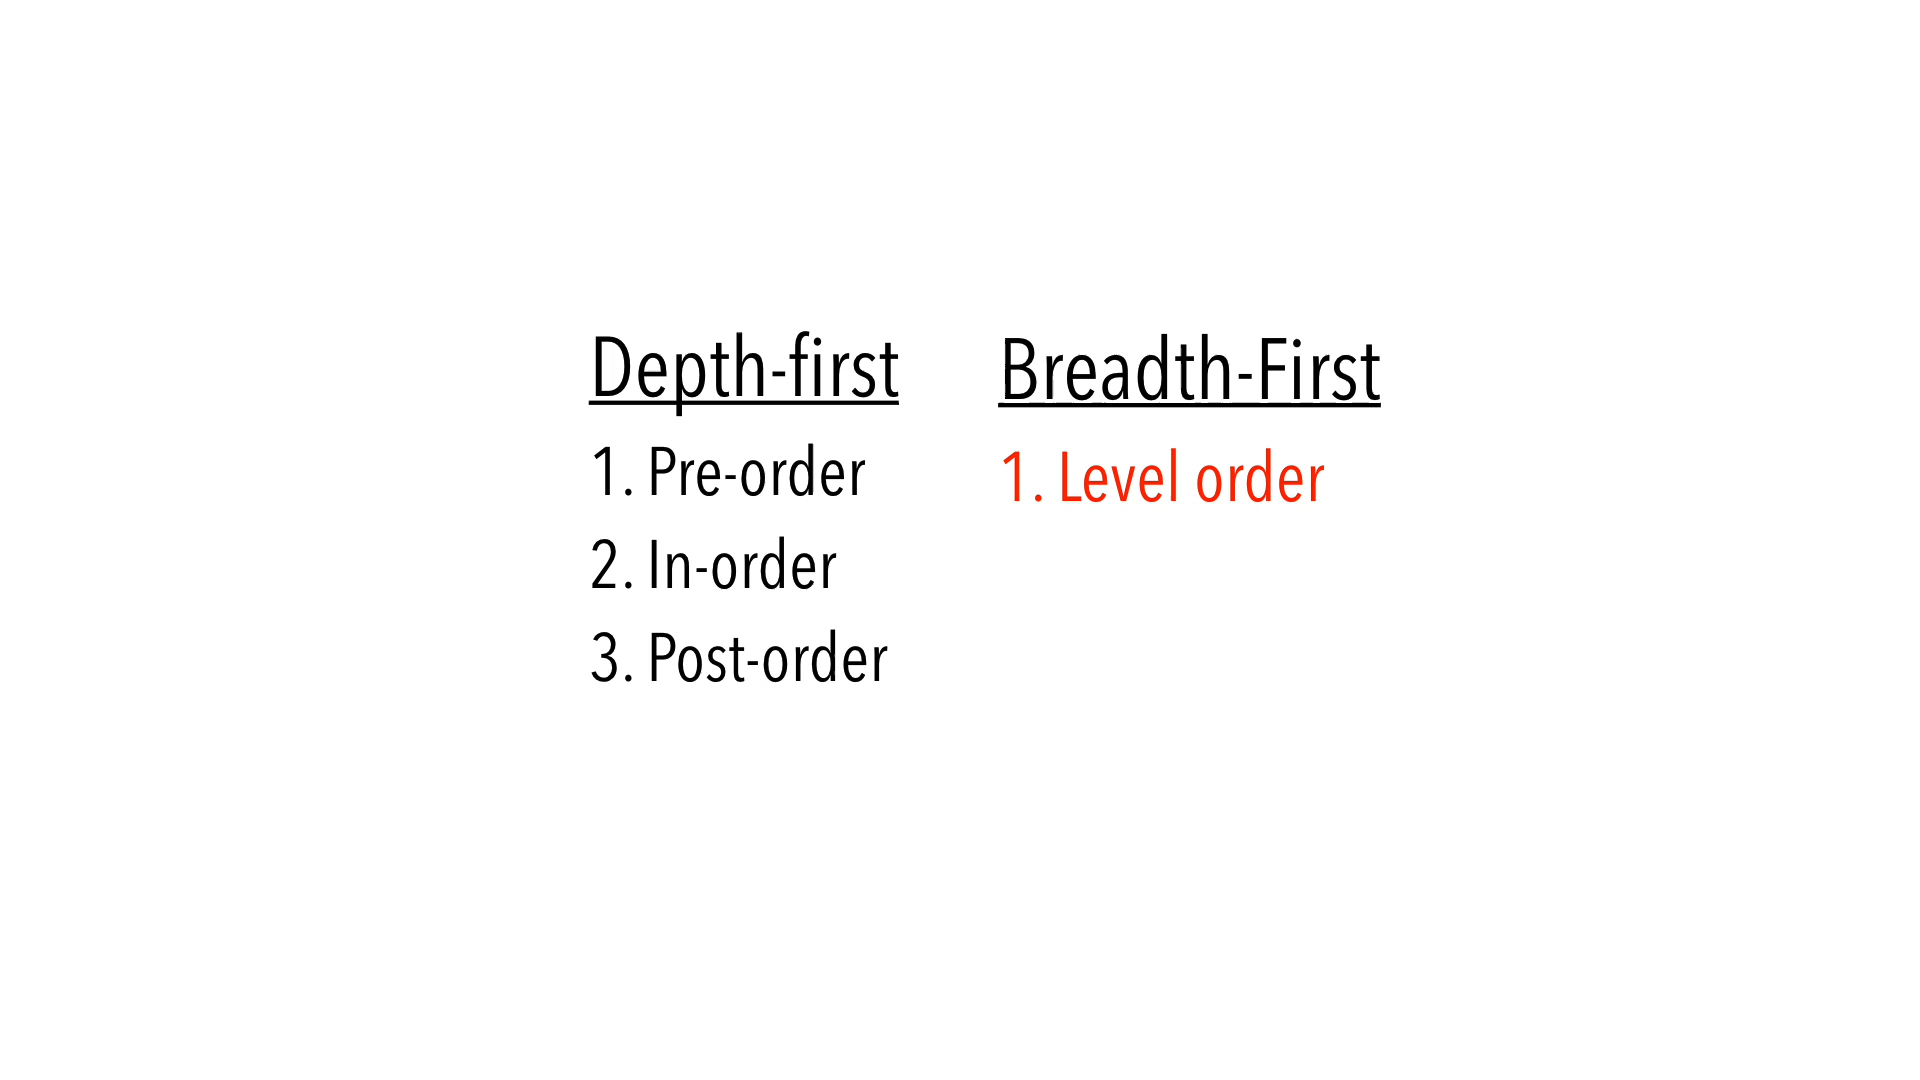 Depth-first
1. Pre-order
2. In-order
3. Post-order
Breadth-First
1. Level order